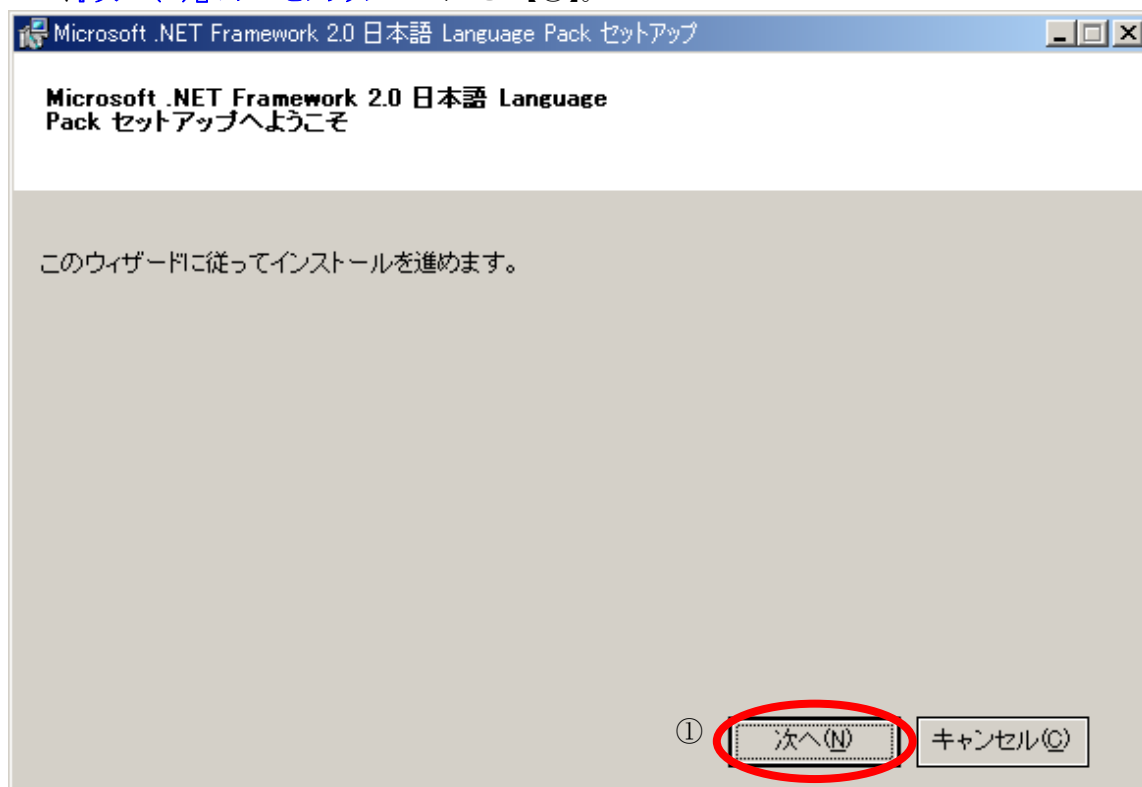 Microsoft .NET Framework 2.0 日本語 Language Pack セットアップ
Microsoft .NET Framework 2.0 日本語 Language
Pack セットアップへようこそ
このウィザードに従ってインストールを進めます。
① 次へ(N) キャンセル(C)